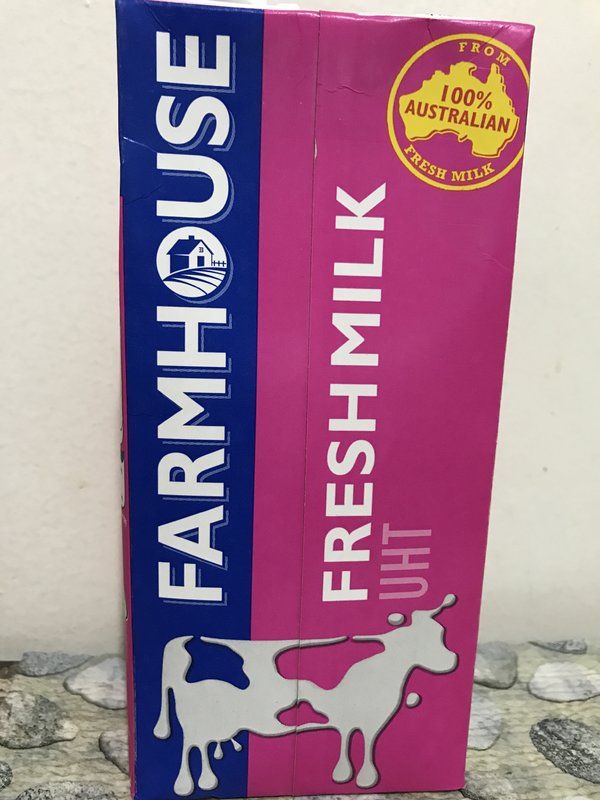 FARMHOUSE
FRESH MILK
UHT
FROM
100%
AUSTRALIAN
FRESH MILK